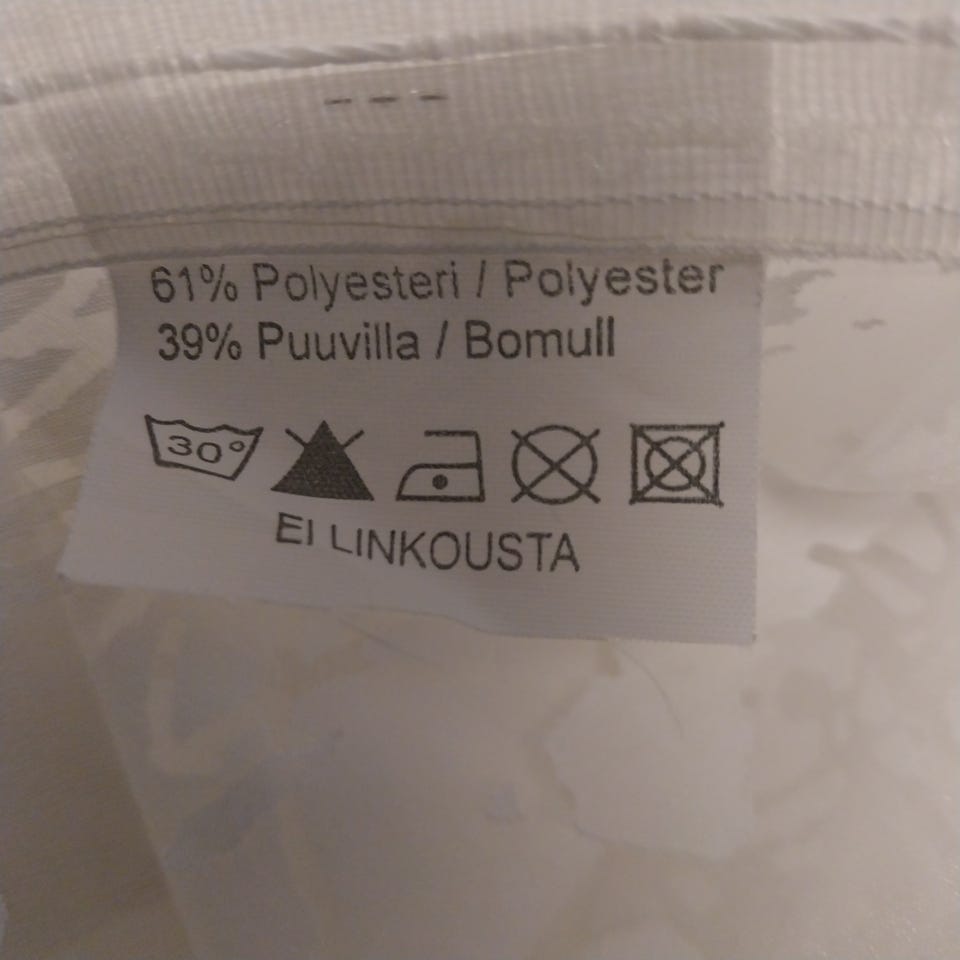 61% Polyesteri / Polyester
39% Puuvilla / Bomull
30°
EI LINKOUSTA